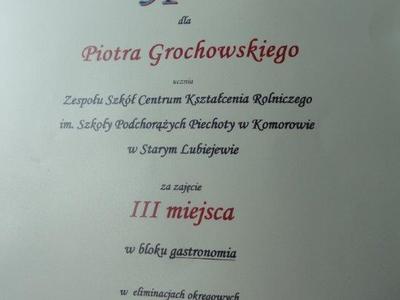 dla
Piotra Grochowskiego
ucznia
Zespołu Szkół Centrum Kształcenia Rolniczego
im. Szkoły Podchorążych Piechoty w Komorowie
w Starym Lubiejewie
za zajęcie
III miejsca
w bloku gastronomia
w eliminacjach okręgowych